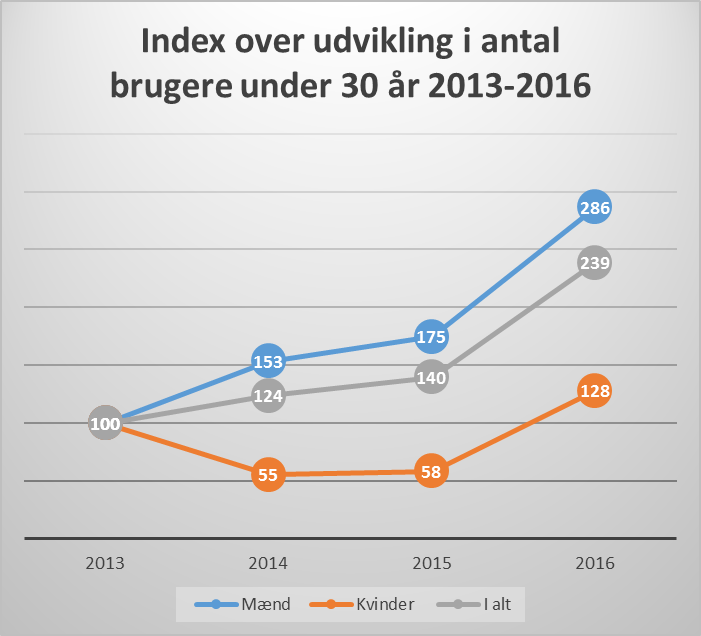 Index over udvikling i antal
brugere under 30 år 2013-2016
286
239
175
153
140
128
124
100
58
55
2013 2014 2015 2016
Mænd Kvinder I alt